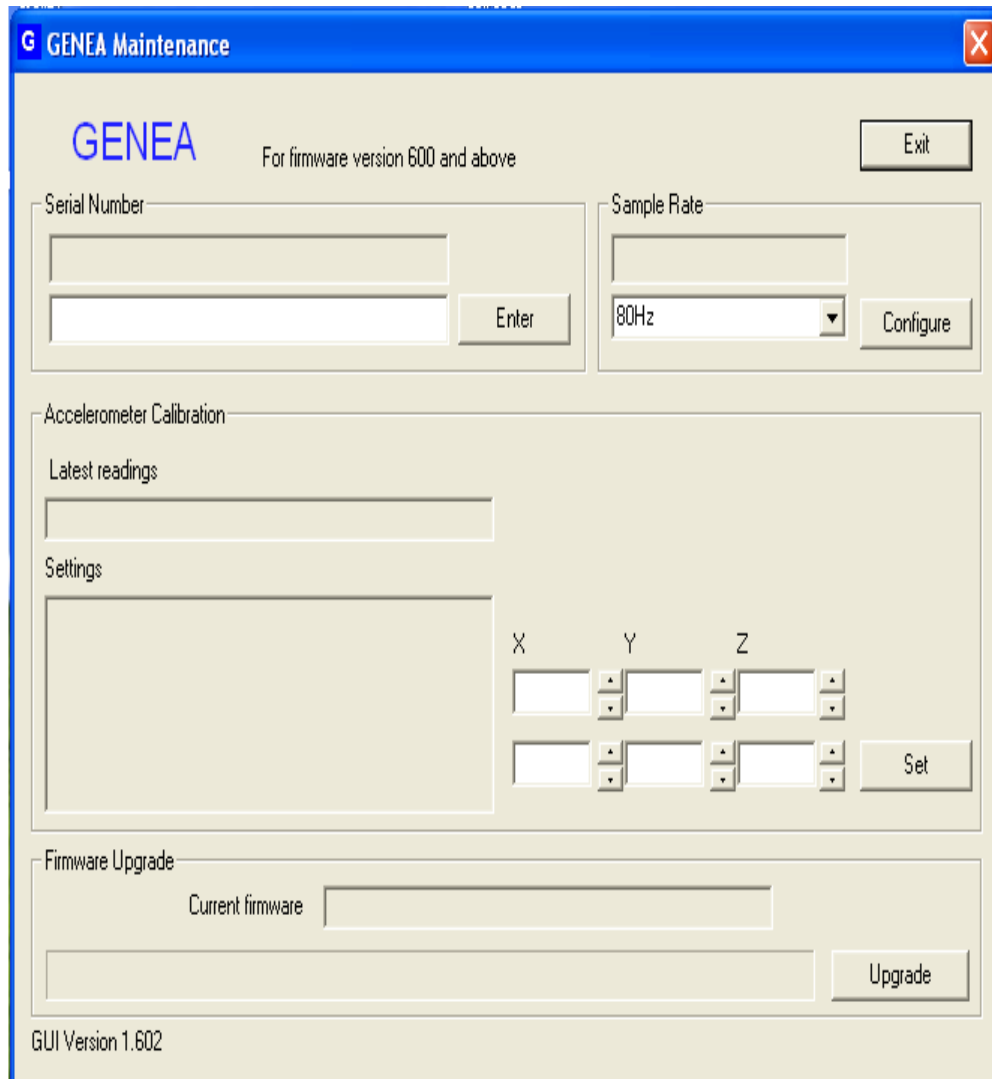 G GENEA Maintenance X
GENEA
For firmware version 600 and above
Exit
Serial Number
Enter
Sample Rate
80Hz
Configure
Accelerometer Calibration
Latest readings
Settings
X Y Z
Set
Firmware Upgrade
Current firmware
Upgrade
GUI Version 1.602